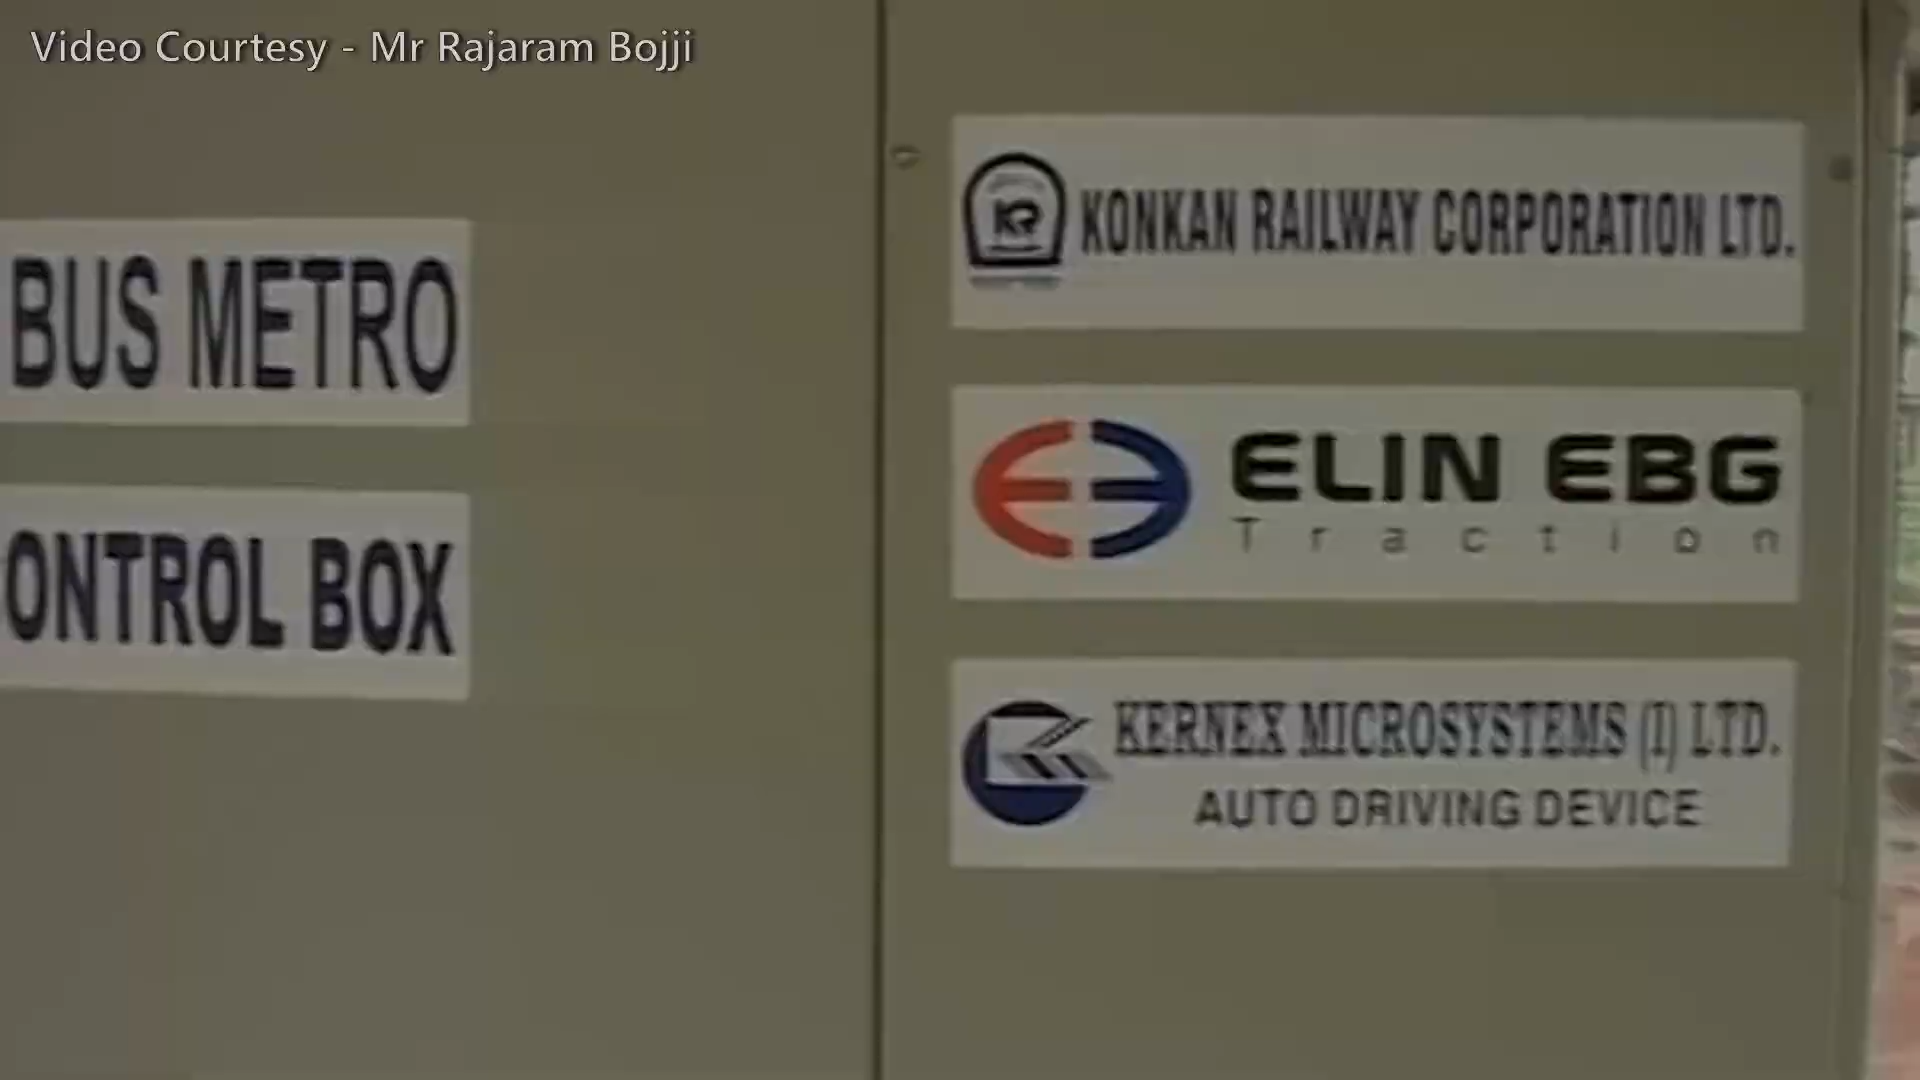 Video Courtesy - Mr Rajaram Bojji
BUS METRO
ONTROL BOX
KR
KONKAN RAILWAY CORPORATION LTD.
ELIN EBG
Traction
KERNEX MICROSYSTEMS (I) LTD.
AUTO DRIVING DEVICE